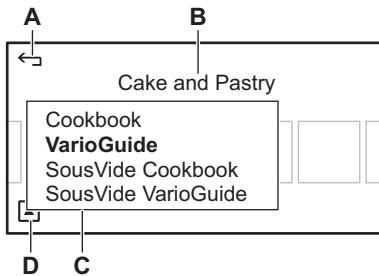 A
B
Cake and Pastry
Cookbook
VarioGuide
SousVide Cookbook
SousVide VarioGuide
D
C